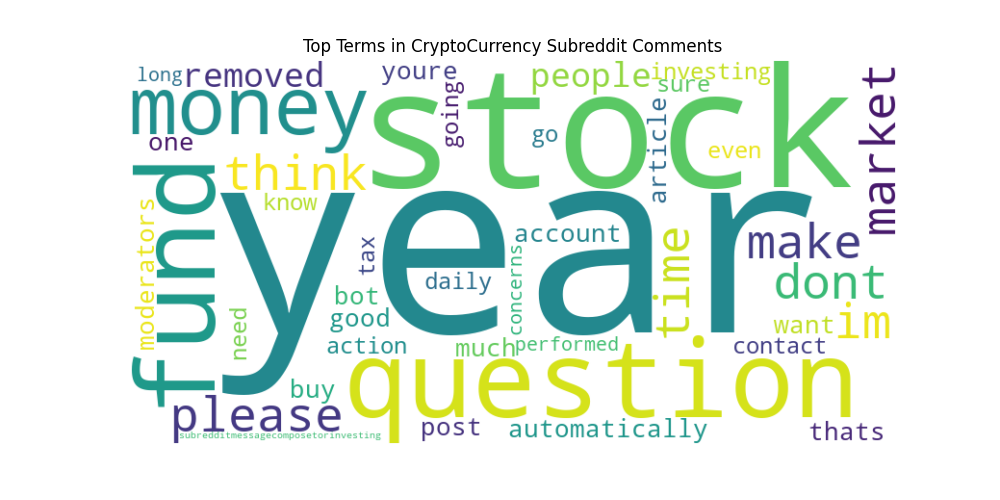 Top Terms in CryptoCurrency Subreddit Comments
long
removed
youre
people
investing
sure
market
money
stock
going
one
go
article
even
think
fund
know
year
moderators
tax
account
time
make
daily
concerns
dont
bot
good
need
want
im
action
much
performed
contact
question
buy
please
post
automatically
thats
subredditmessagecomposetorinvesting